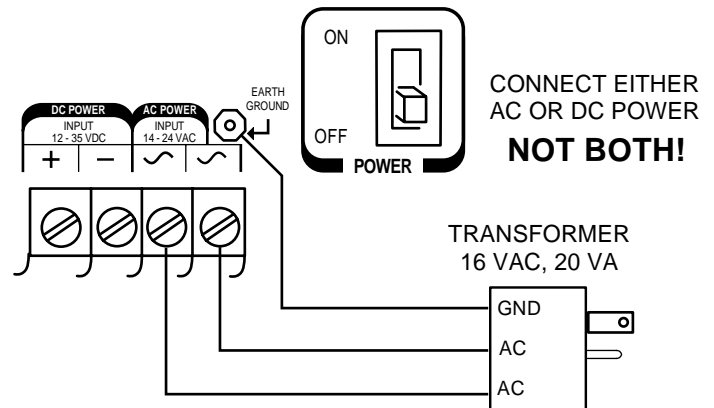 ON
OFF
POWER
CONNECT EITHER
AC OR DC POWER
NOT BOTH!
EARTH
GROUND
DC POWER
INPUT
12 - 35 VDC
+ –
AC POWER
INPUT
14 - 24 VAC
TRANSFORMER
16 VAC, 20 VA
GND
AC
AC